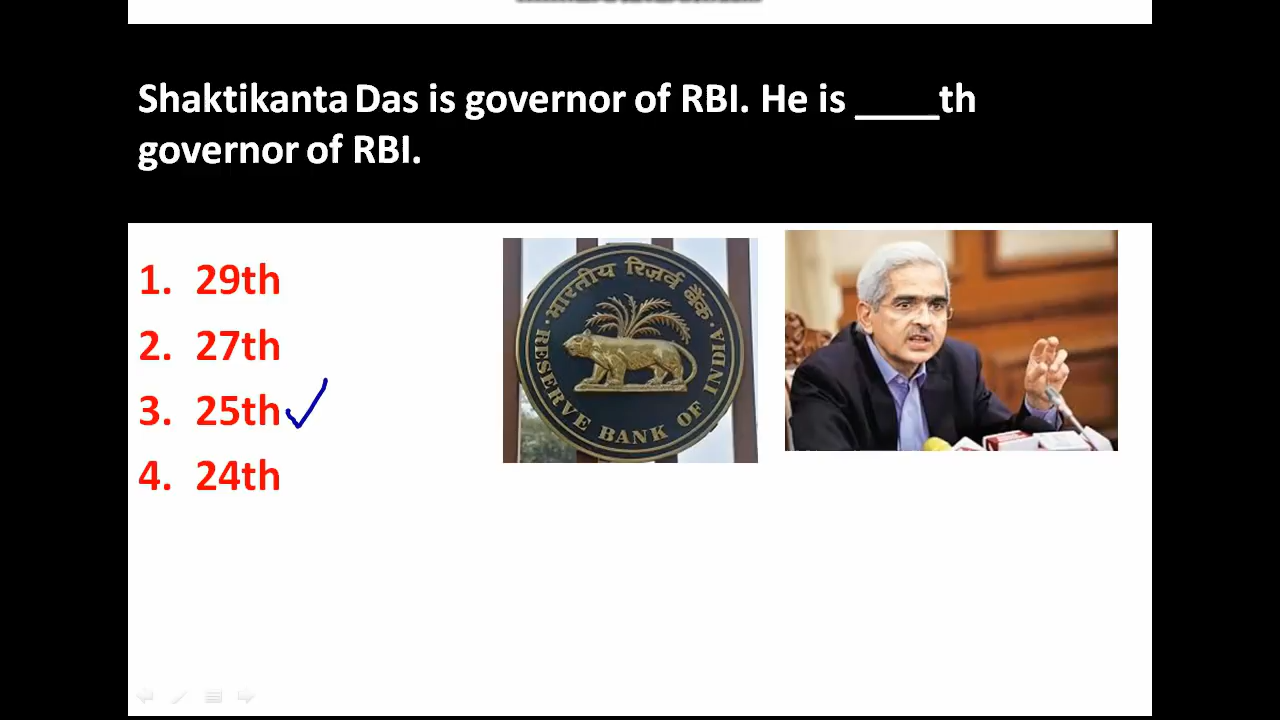 Shaktikanta Das is governor of RBI. He is ____th
governor of RBI.
1. 29th
2. 27th
3. 25th
4. 24th
भारतीय रिज़र्व बैंक
RESERVE BANK OF INDIA